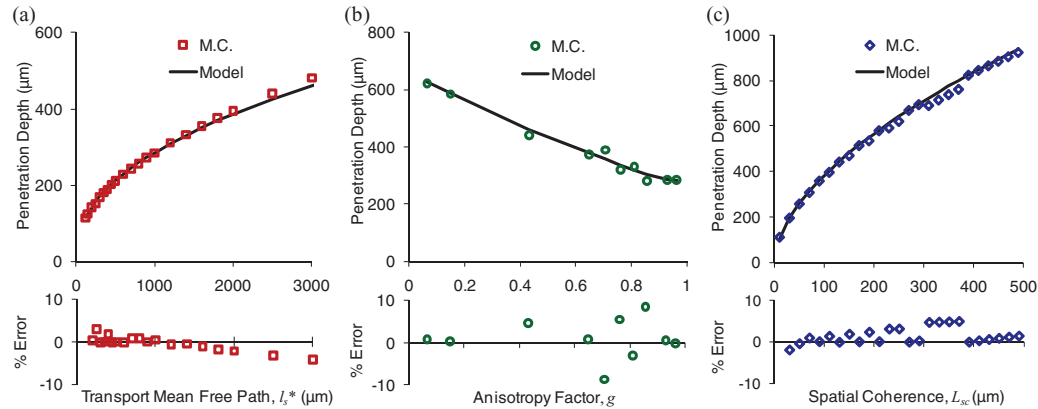 (a)
600
400
200
0
Penetration Depth (μm)
M.C.
Model
0 1000 2000 3000
10
0
-10
% Error
Transport Mean Free Path, ls* (μm)
(b)
800
600
400
200
0
Penetration Depth (μm)
M.C.
Model
0 0.2 0.4 0.6 0.8 1
10
0
-10
% Error
Anisotropy Factor, g
(c)
1000
800
600
400
200
0
Penetration Depth (μm)
M.C.
Model
0 100 200 300 400 500
10
0
-10
% Error
Spatial Coherence, Lsc (μm)